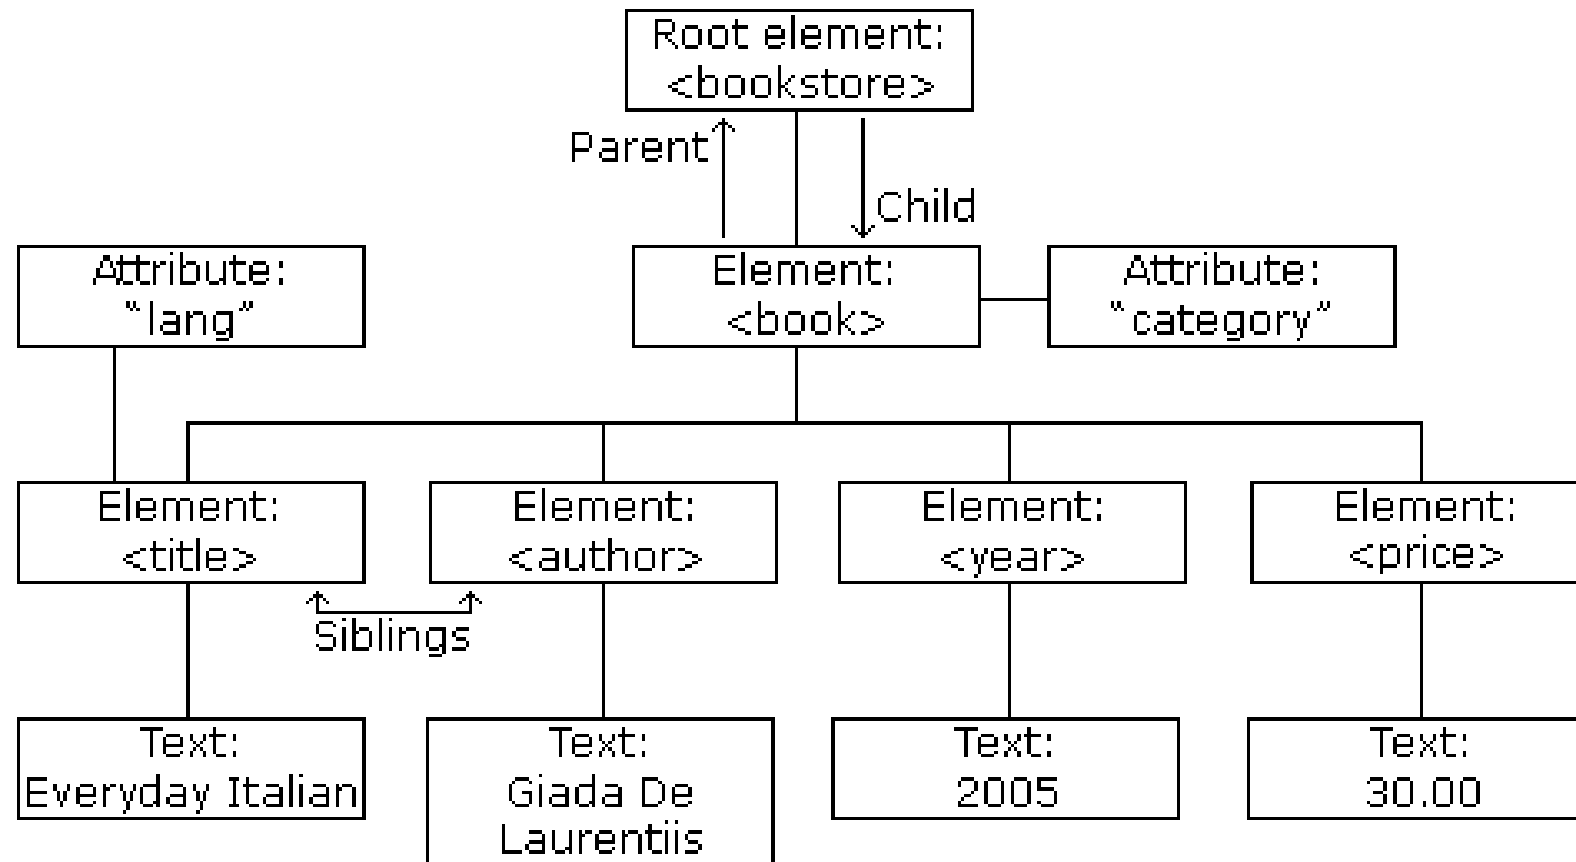 Root element:
<bookstore>
Parent
Child
Attribute:
"lang"
Element:
<book>
Attribute:
"category"
Element:
<title>
Element:
<author>
Element:
<year>
Element:
<price>
Siblings
Text:
Everyday Italian
Text:
Giada De
Laurentiis
Text:
2005
Text:
30.00